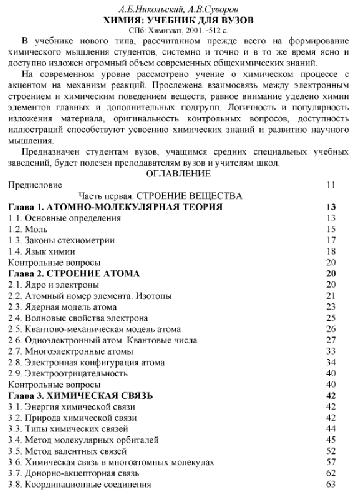 А.Б.Никольский, А.В.Суворов
ХИМИЯ: УЧЕБНИК ДЛЯ ВУЗОВ
СПб: Химиздат, 2001. -512 с.
В учебнике нового типа, рассчитанном прежде всего на формирование
химического мышления студентов, системно и точно и в то же время ясно и
доступно изложен огромный объем современных общехимических знаний.
На современном уровне рассмотрено учение о химическом процессе с
акцентом на механизм реакций. Прослежена взаимосвязь между электронным
строением и химическим поведением веществ, равное внимание уделено химии
элементов главных и дополнительных подгрупп. Логичность и популярность
изложения материала, оригинальность контрольных вопросов, доступность
иллюстраций способствуют усвоению химических знаний и развитию научного
мышления.
Предназначен студентам вузов, учащимся средних специальных учебных
заведений, будет полезен преподавателям вузов и учителям школ.
ОГЛАВЛЕНИЕ
Предисловие 11
Часть первая. СТРОЕНИЕ ВЕЩЕСТВА
Глава 1. АТОМНО-МОЛЕКУЛЯРНАЯ ТЕОРИЯ 13
1.1. Основные определения 13
1.2. Моль 15
1.3. Законы стехиометрии 17
1.4. Язык химии 18
Контрольные вопросы 20
Глава 2. СТРОЕНИЕ АТОМА 20
2.1. Ядро и электроны 20
2.2. Атомный номер элемента. Изотопы 21
2.3. Ядерная модель атома 23
2.4. Волновые свойства электрона 25
2.5. Квантово-механическая модель атома 26
2.6. Одноэлектронный атом. Квантовые числа 27
2.7. Многоэлектронные атомы 33
2.8. Электронная конфигурация атома 34
2.9. Электроотрицательность 40
Контрольные вопросы 40
Глава 3. ХИМИЧЕСКАЯ СВЯЗЬ 42
3.1. Энергия химической связи 42
3.2. Природа химической связи 42
3.3. Типы химических связей 44
3.4. Метод молекулярных орбиталей 45
3.5. Метод валентных связей 52
3.6. Химическая связь в многоатомных молекулах 57
3.7. Донорно-акцепторная связь 62
3.8. Координационные соединения 63